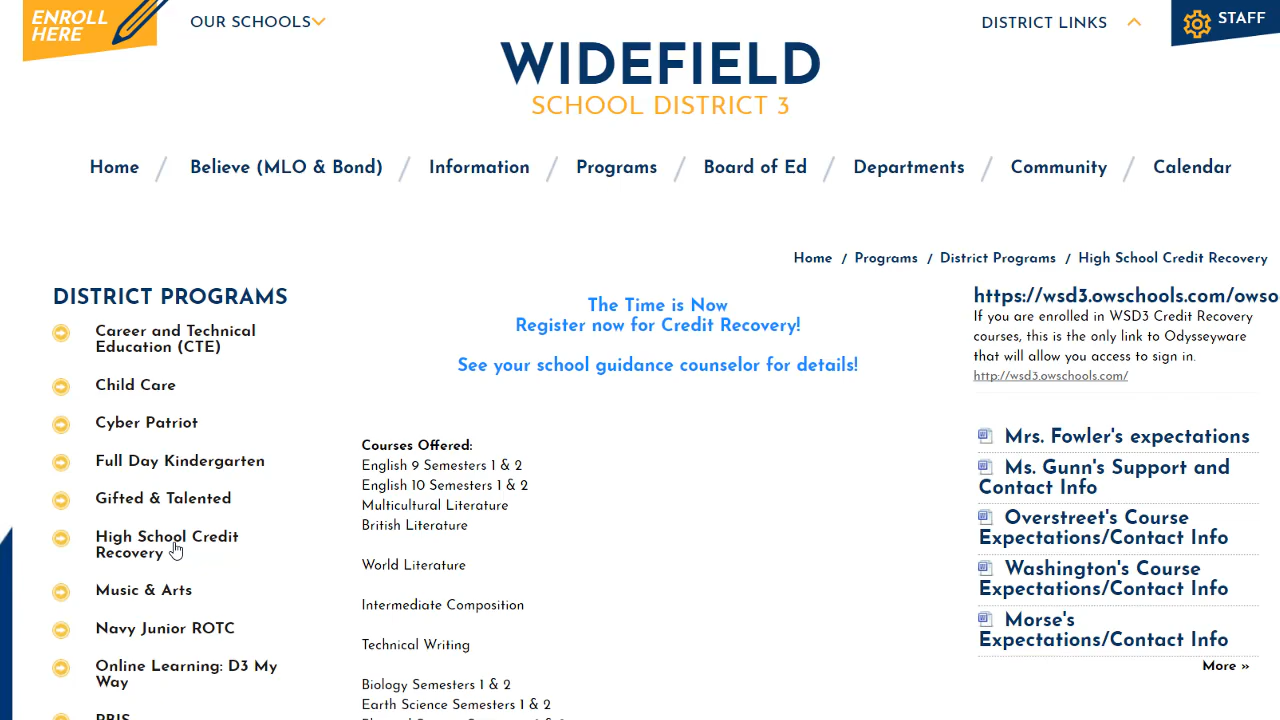 ENROLL
HERE
OUR SCHOOLS
DISTRICT LINKS
STAFF
WIDEFIELD
SCHOOL DISTRICT 3
Home
Believe (MLO & Bond)
Information
Programs
Board of Ed
Departments
Community
Calendar
Home / Programs / District Programs / High School Credit Recovery
DISTRICT PROGRAMS
Career and Technical
Education (CTE)
Child Care
Cyber Patriot
Full Day Kindergarten
Gifted & Talented
High School Credit
Recovery
Music & Arts
Navy Junior ROTC
Online Learning: D3 My
Way
PBIS
The Time is Now
Register now for Credit Recovery!
See your school guidance counselor for details!
Courses Offered:
English 9 Semesters 1 & 2
English 10 Semesters 1 & 2
Multicultural Literature
British Literature
World Literature
Intermediate Composition
Technical Writing
Biology Semesters 1 & 2
Earth Science Semesters 1 & 2
https://wsd3.owschools.com/owso
If you are enrolled in WSD3 Credit Recovery
courses, this is the only link to Odysseyware
that will allow you access to sign in.
http://wsd3.owschools.com/
Mrs. Fowler's expectations
Ms. Gunn's Support and
Contact Info
Overstreet's Course
Expectations/Contact Info
Washington's Course
Expectations/Contact Info
Morse's
Expectations/Contact Info
More »